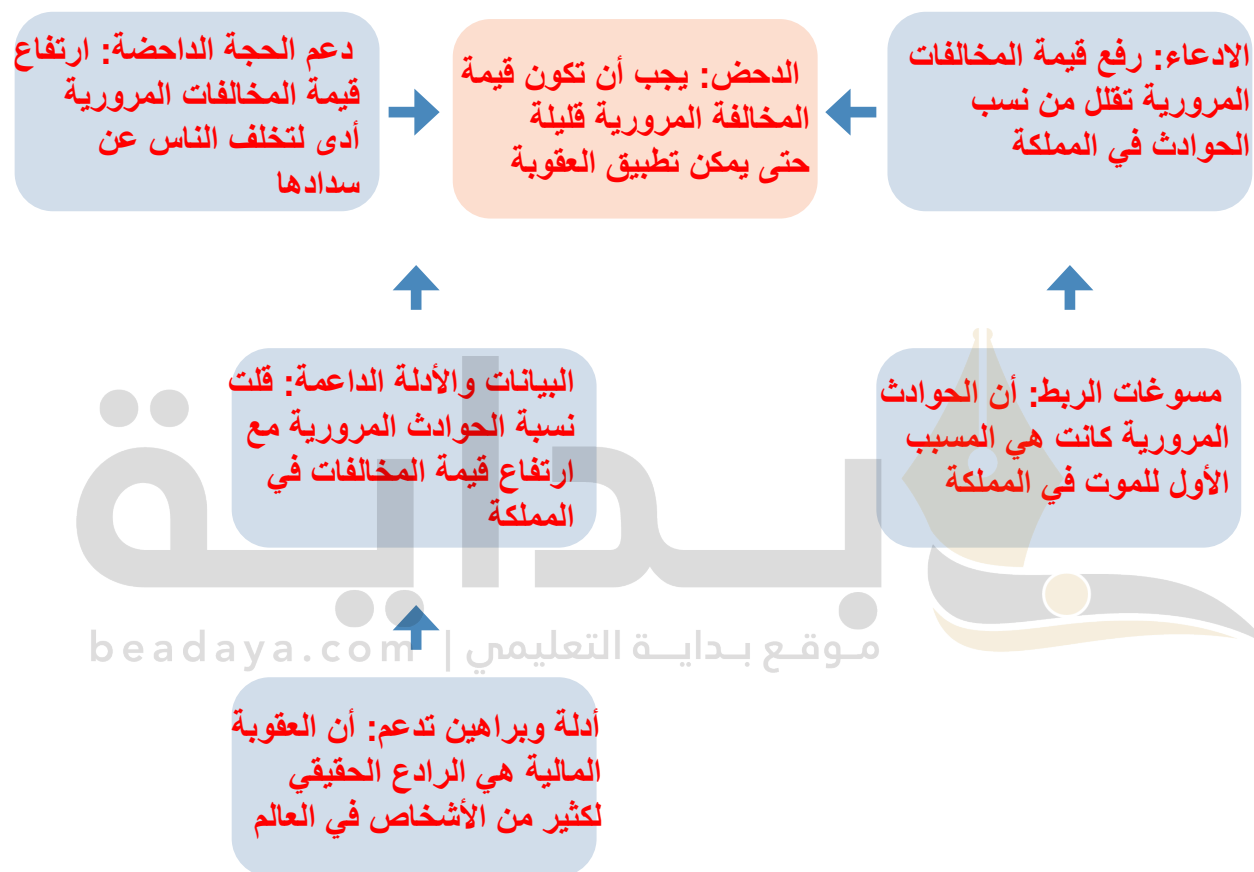 الادعاء: رفع قيمة المخالفات
المرورية تقلل من نسب
الحوادث في المملكة
الدحض: يجب أن تكون قيمة
المخالفة المرورية قليلة
حتى يمكن تطبيق العقوبة
دعم الحجة الداحضة: ارتفاع
قيمة المخالفات المرورية
أدى لتخلف الناس عن
سدادها
مسوغات الربط: أن الحوادث
المرورية كانت هي المسبب
الأول للموت في المملكة
البيانات والأدلة الداعمة: قلت
نسبة الحوادث المرورية مع
ارتفاع قيمة المخالفات في
المملكة
بداية
موقع بداية التعليمي | beadaya.com
أدلة وبراهين تدعم: أن العقوبة
المالية هي الرادع الحقيقي
لكثير من الأشخاص في العالم